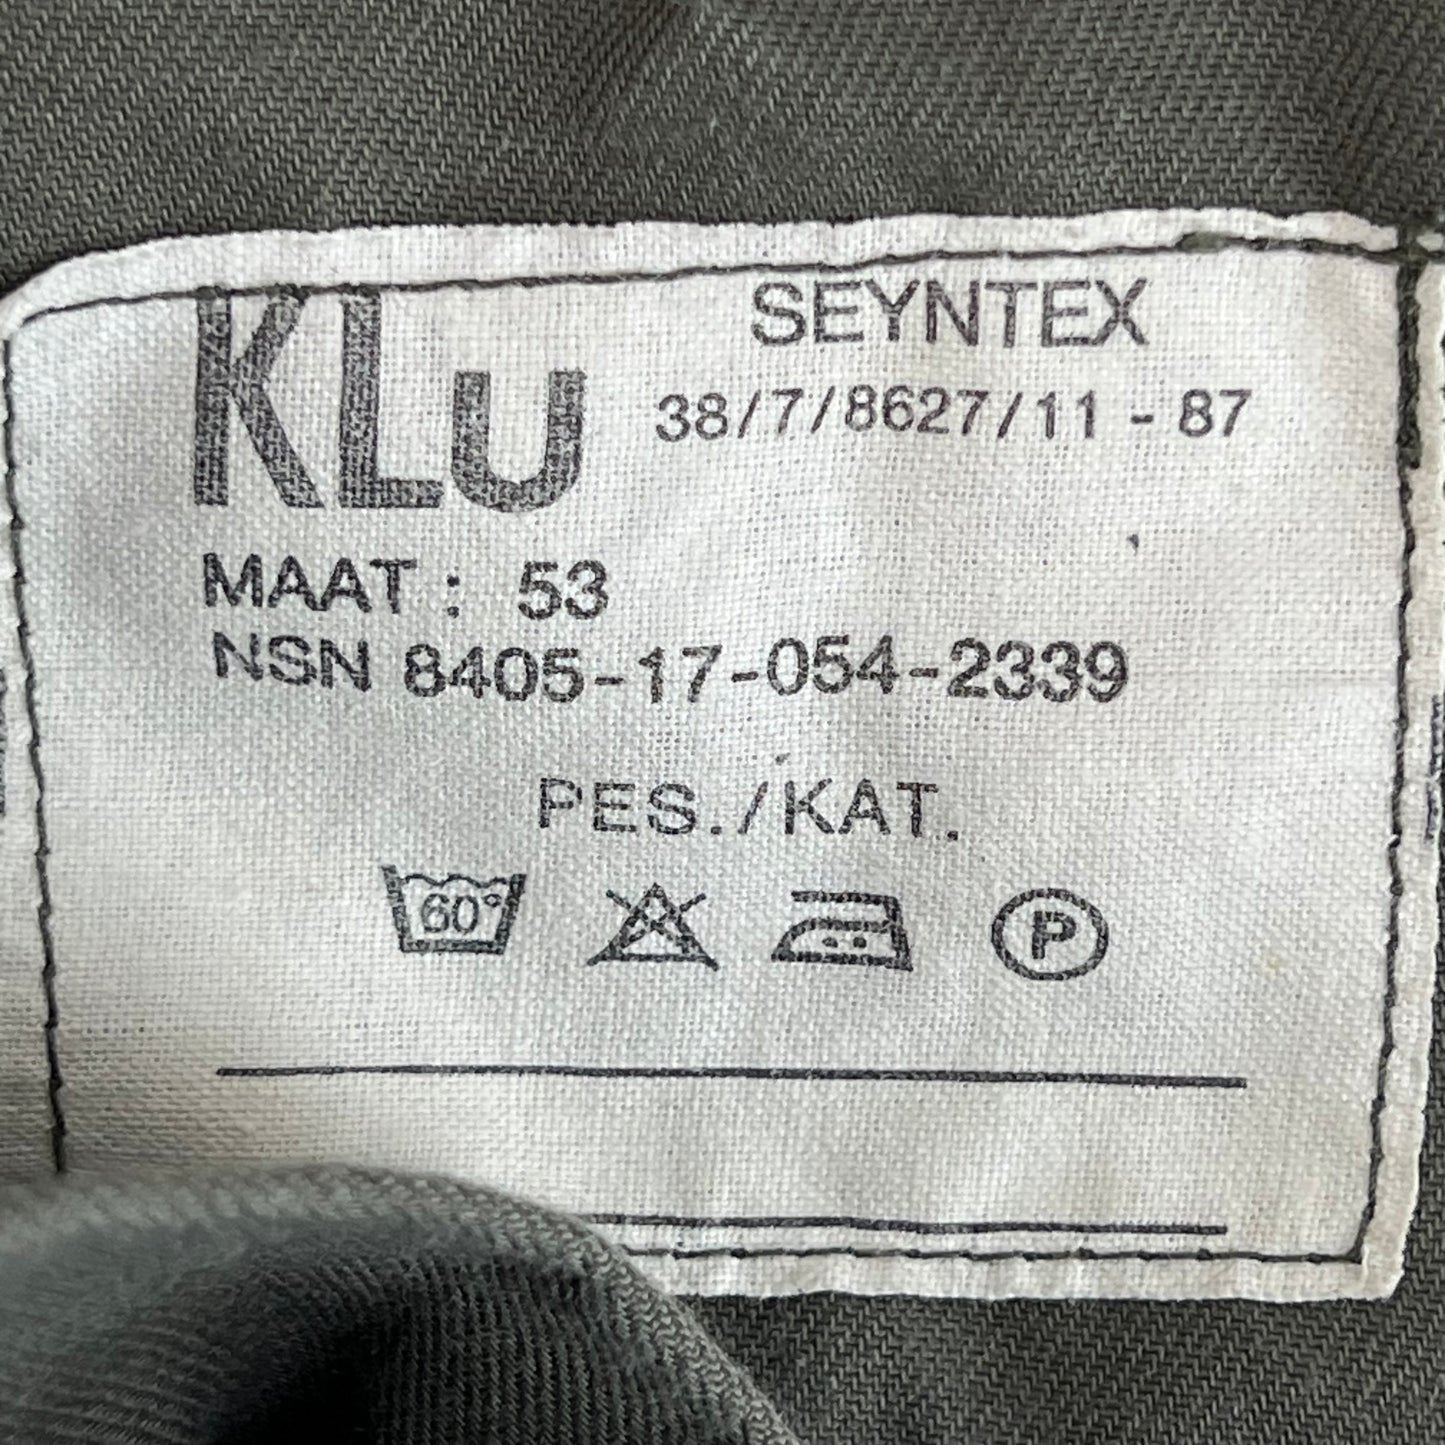 KLu
SEYNTEX
38/7/8627/11 - 87
MAAT : 53
NSN 8405-17-054-2339
PES./KAT.
60°
P